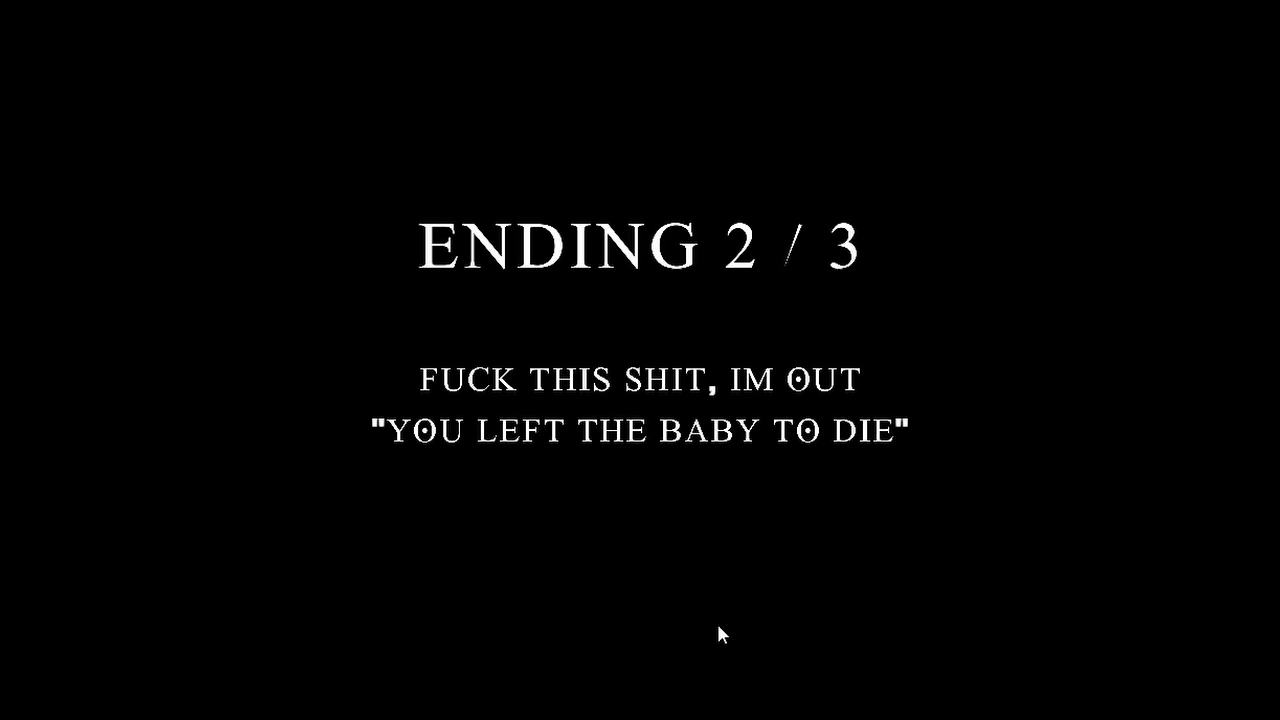 ENDING 2 / 3
FUCK THIS SHIT, IM OUT
"YOU LEFT THE BABY TO DIE"